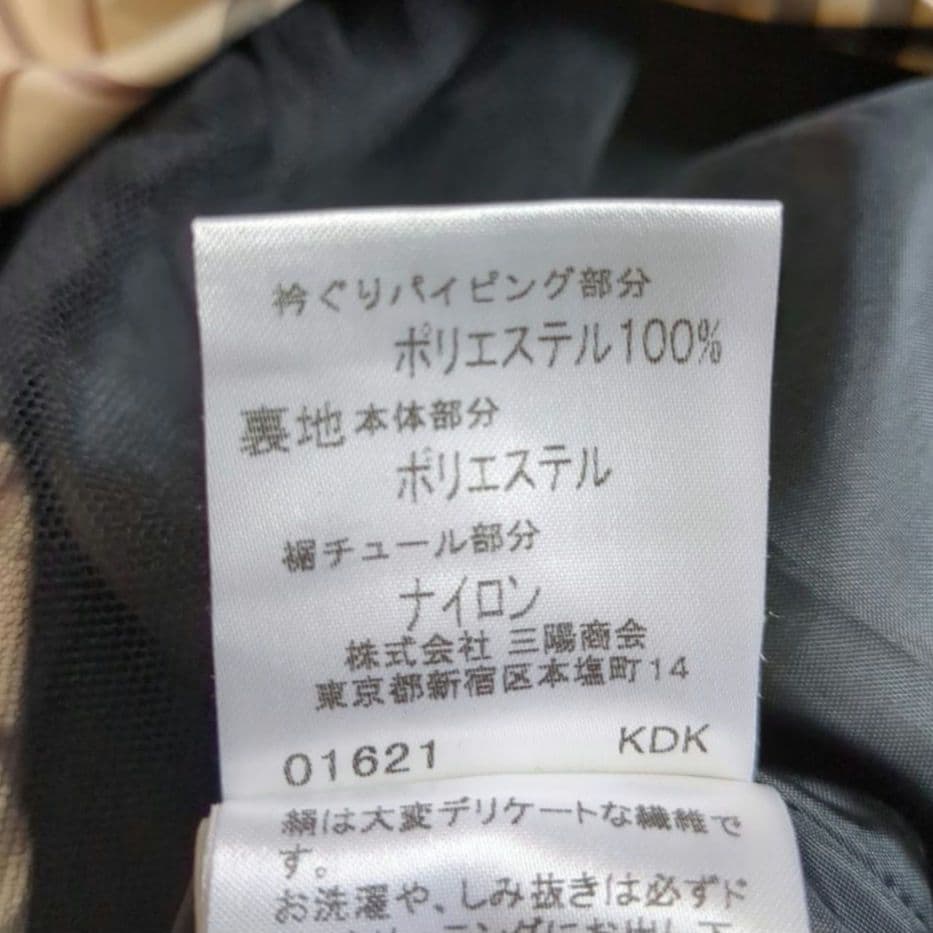 衿ぐりパイピング部分
ポリエステル100%
裏地 本体部分
ポリエステル
裾チュール部分
ナイロン
株式会社 三陽商会
東京都新宿区本塩町14
01621 KDK
絹は大変デリケートな繊維で
す。
お洗濯や、しみ抜きは必ずド